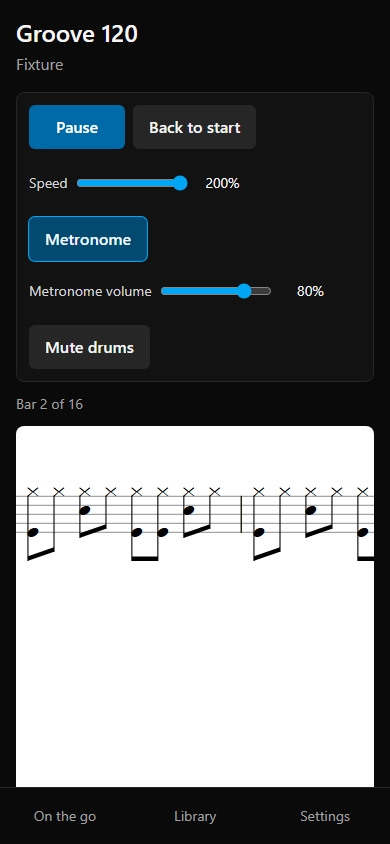 Groove 120
Fixture
Pause Back to start
Speed 200%
Metronome
Metronome volume 80%
Mute drums
Bar 2 of 16
On the go Library Settings